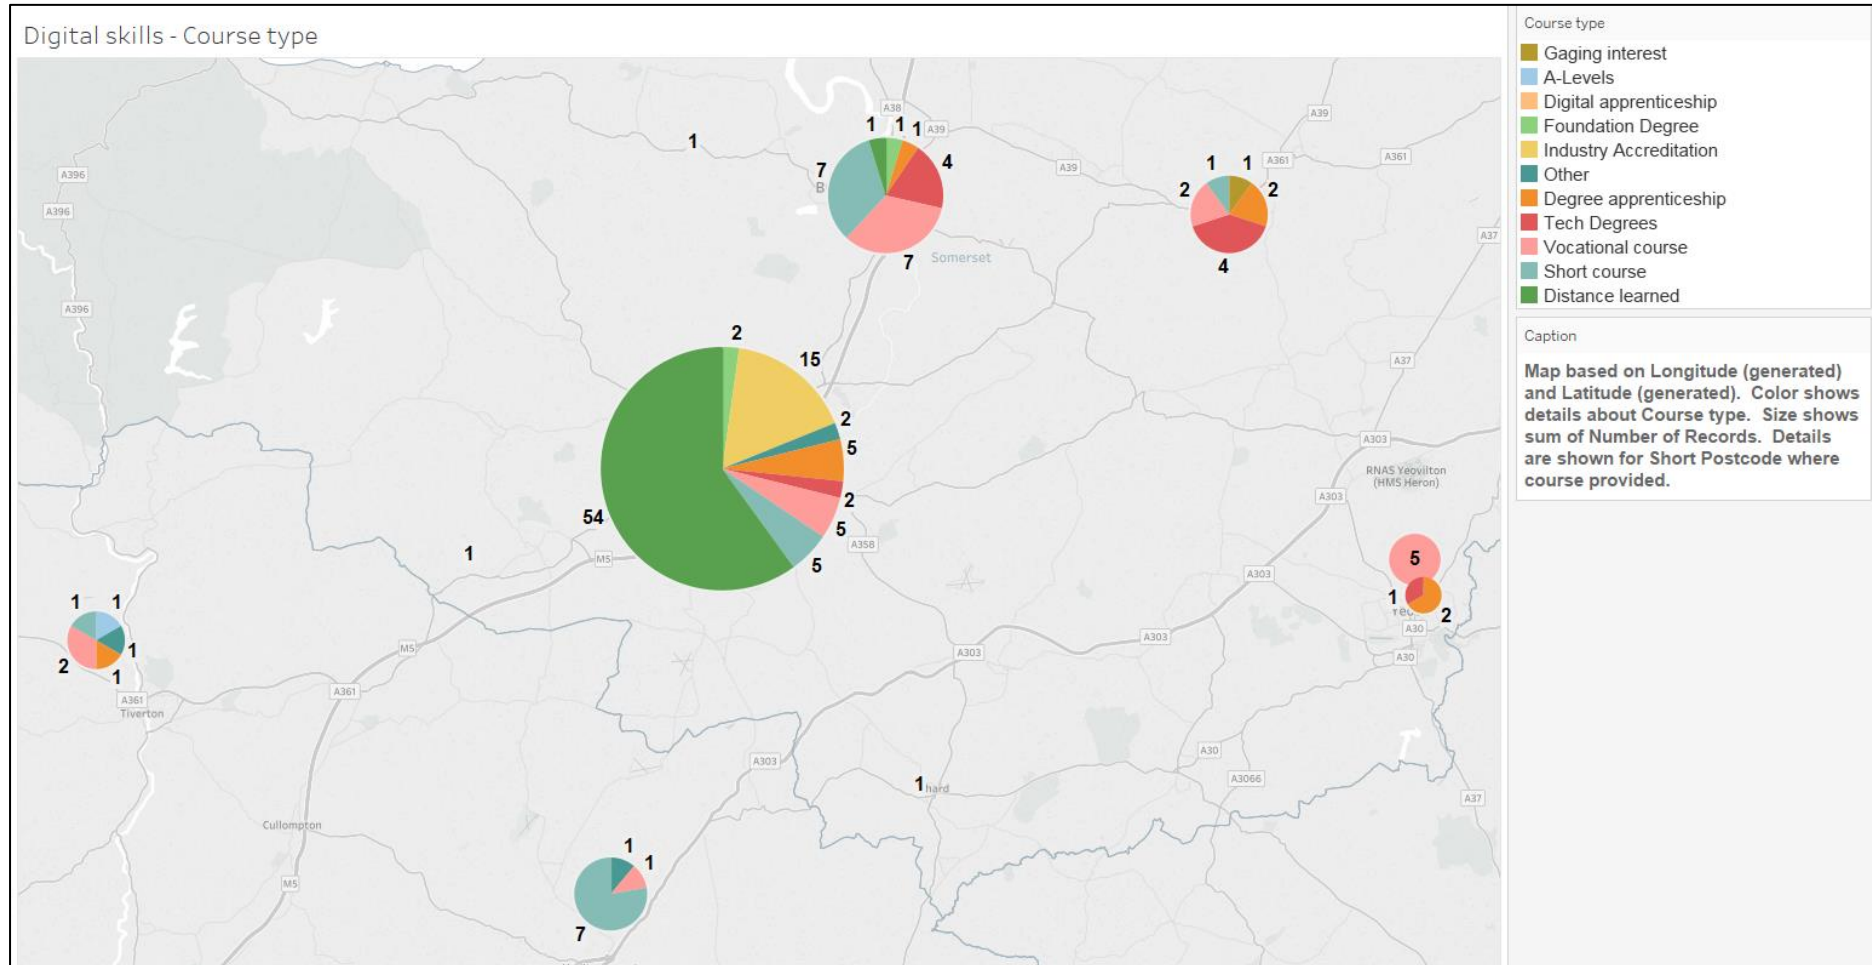 Digital skills - Course type
Course type
Gaging interest
A-Levels
Digital apprenticeship
Foundation Degree
Industry Accreditation
Other
Degree apprenticeship
Tech Degrees
Vocational course
Short course
Distance learned
Caption
Map based on Longitude (generated)
and Latitude (generated). Color shows
details about Course type. Size shows
sum of Number of Records. Details
are shown for Short Postcode where
course provided.
A38
A39
1
1 1 1
A39
4
7
B
7
Somerset
A39
A39
A361
A361
1 1
2 2
4
A37
A396
A396
A396
2
15
2
5
2
5
5
54
A37
A303
RNAS Yeovilton
(HMS Heron)
A303
A358
M5
1
A303
5
1
2
A30
A30
1 1
1
2
1
A361
Tiverton
M5
A361
A303
A303
A303
A30
A3066
A37
1
hard
Cullompton
M5
1
1
7